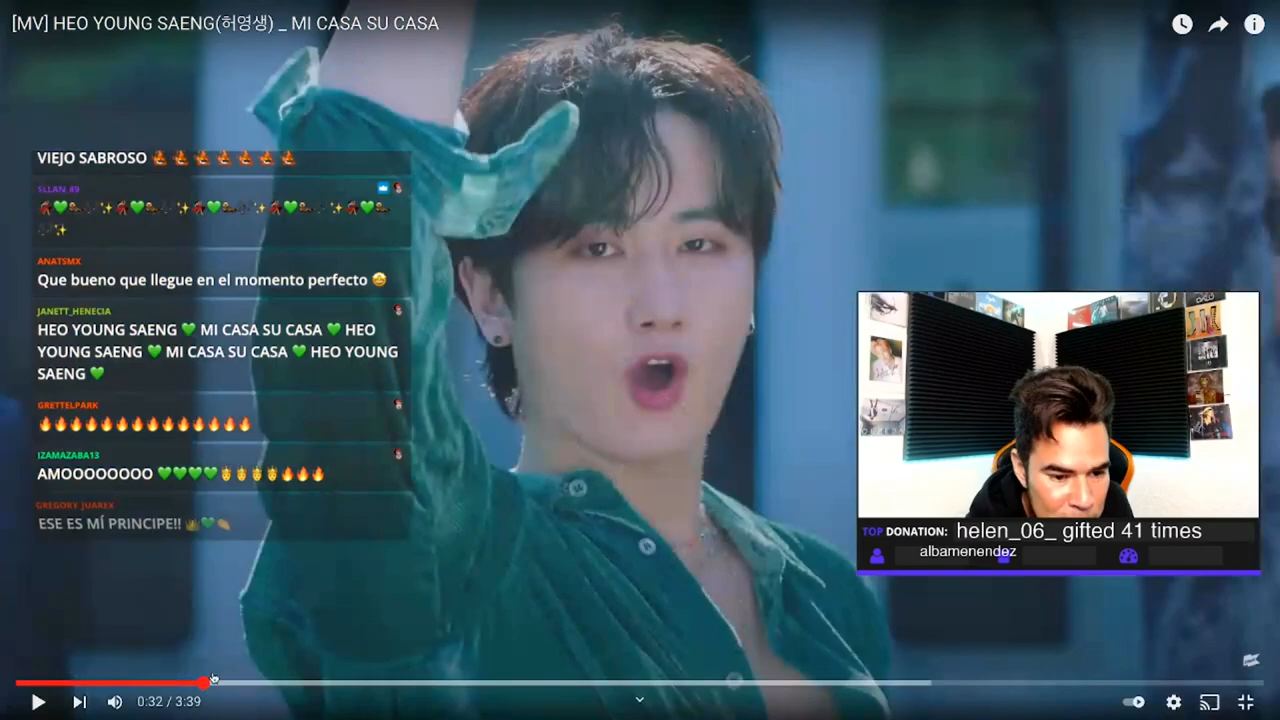 [MV] HEO YOUNG SAENG(허영생) _ MI CASA SU CASA
VIEJO SABROSO 🔥 🔥 🔥 🔥 🔥 🔥 🔥
SLLAN_89
ANATSMX
Que bueno que llegue en el momento perfecto 🤩
JANETT_HENECIA
HEO YOUNG SAENG 💚 MI CASA SU CASA 💚 HEO
YOUNG SAENG 💚 MI CASA SU CASA 💚 HEO YOUNG
SAENG 💚
GRETTELPARK
🔥🔥🔥🔥🔥🔥🔥🔥🔥🔥🔥🔥🔥🔥
IZAMAZABA13
AMOOOOOOOO 💚💚💚💚🤴🤴🤴🤴🔥🔥🔥
GREGORY_JUAREX
ESE ES MÍ PRINCIPE!!
TOP DONATION: helen_06_ gifted 41 times
albamenendez
0:32 / 3:39